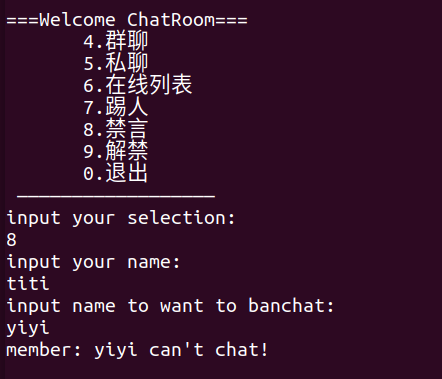 ===Welcome ChatRoom===
4.群聊
5.私聊
6.在线列表
7.踢人
8.禁言
9.解禁
0.退出
——————————————————
input your selection:
8
input your name:
titi
input name to want to banchat:
yiyi
member: yiyi can't chat!